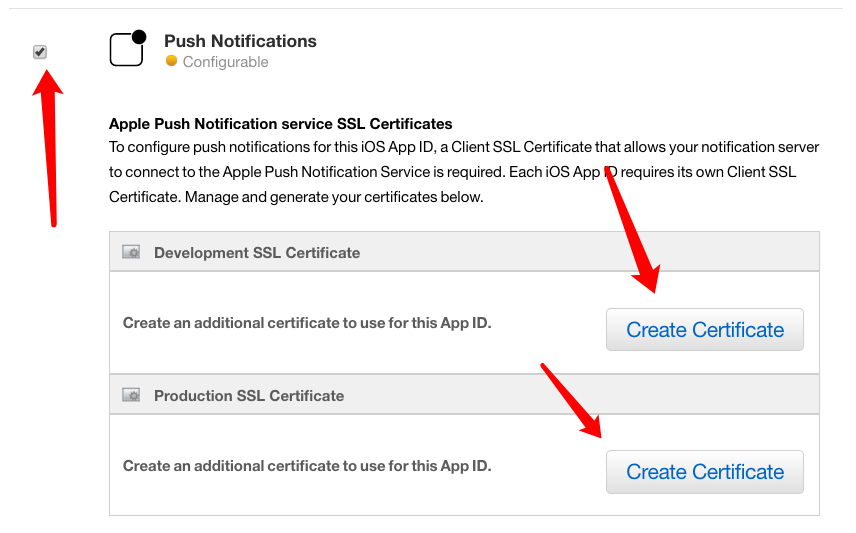 Push Notifications
Configurable
Apple Push Notification service SSL Certificates
To configure push notifications for this iOS App ID, a Client SSL Certificate that allows your notification server
to connect to the Apple Push Notification Service is required. Each iOS App ID requires its own Client SSL
Certificate. Manage and generate your certificates below.
Development SSL Certificate
Create an additional certificate to use for this App ID.
Create Certificate
Production SSL Certificate
Create an additional certificate to use for this App ID.
Create Certificate